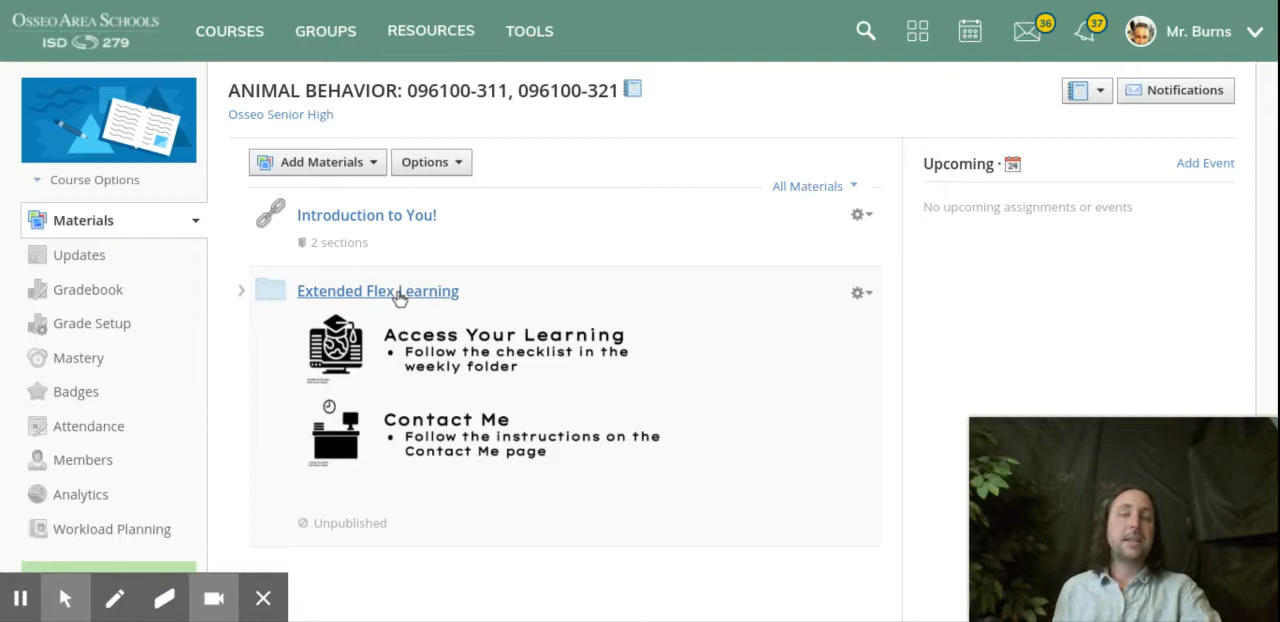 OSSEO AREA SCHOOLS
ISD 279
COURSES
GROUPS
RESOURCES
TOOLS
36
37
Mr. Burns
ANIMAL BEHAVIOR: 096100-311, 096100-321
Osseo Senior High
Notifications
Course Options
Materials
Updates
Gradebook
Grade Setup
Mastery
Badges
Attendance
Members
Analytics
Workload Planning
Add Materials
Options
All Materials
Introduction to You!
2 sections
Extended Flex Learning
Access Your Learning
• Follow the checklist in the
weekly folder
Contact Me
• Follow the instructions on the
Contact Me page
Unpublished
Upcoming ·
24
Add Event
No upcoming assignments or events